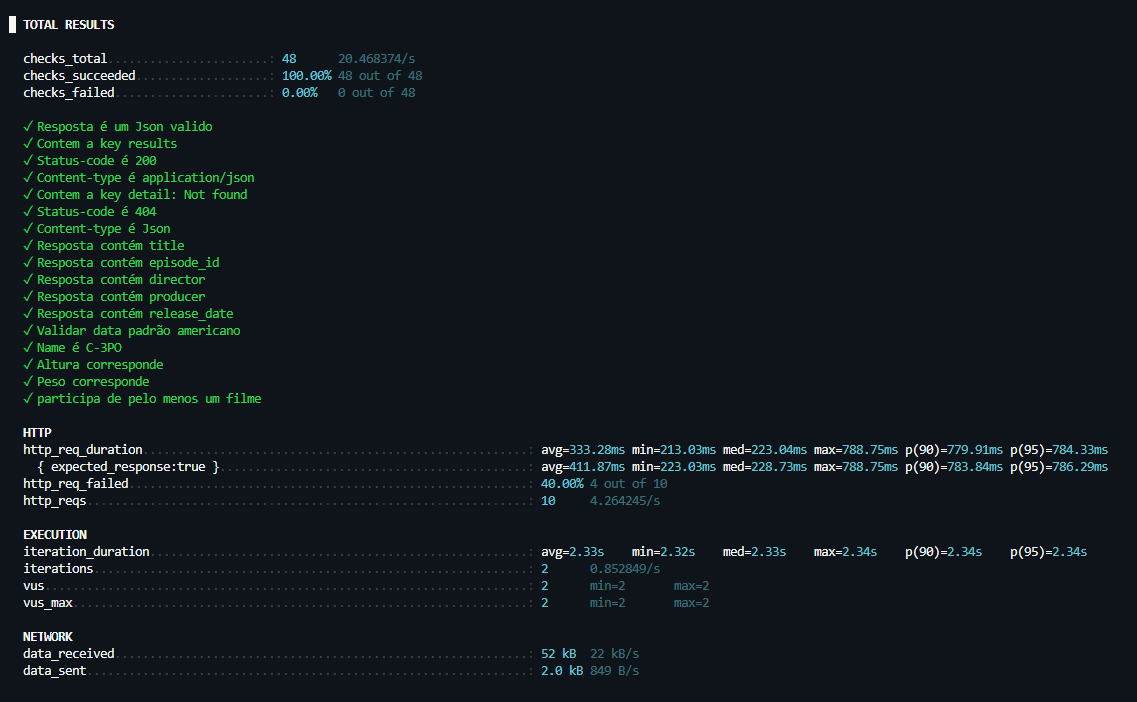 TOTAL RESULTS
checks_total.......................: 48 20.468374/s
checks_succeeded...................: 100.00% 48 out of 48
checks_failed......................: 0.00% 0 out of 48
✓ Resposta é um Json valido
✓ Contem a key results
✓ Status-code é 200
✓ Content-type é application/json
✓ Contem a key detail: Not found
✓ Status-code é 404
✓ Content-type é Json
✓ Resposta contém title
✓ Resposta contém episode_id
✓ Resposta contém director
✓ Resposta contém producer
✓ Resposta contém release_date
✓ Validar data padrão americano
✓ Name é C-3PO
✓ Altura corresponde
✓ Peso corresponde
✓ participa de pelo menos um filme
HTTP
http_req_duration.......................................................: avg=333.28ms min=213.03ms med=223.04ms max=788.75ms p(90)=779.91ms p(95)=784.33ms
{ expected_response:true }............................................: avg=411.87ms min=223.03ms med=228.73ms max=788.75ms p(90)=783.84ms p(95)=786.29ms
http_req_failed.........................................................: 40.00% 4 out of 10
http_reqs...............................................................: 10 4.264245/s
EXECUTION
iteration_duration......................................................: avg=2.33s min=2.32s med=2.33s max=2.34s p(90)=2.34s p(95)=2.34s
iterations..............................................................: 2 0.852849/s
vus.....................................................................: 2 min=2 max=2
vus_max.................................................................: 2 min=2 max=2
NETWORK
data_received...........................................................: 52 kB 22 kB/s
data_sent...............................................................: 2.0 kB 849 B/s